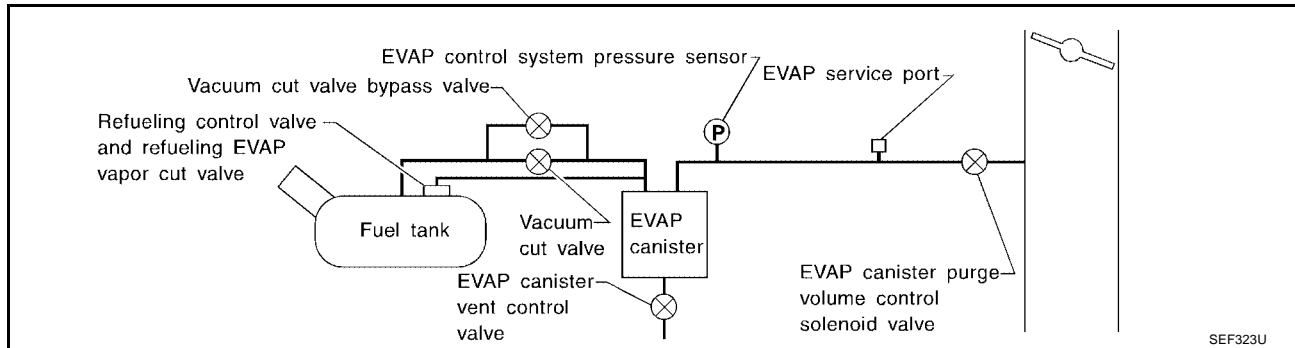 EVAP control system pressure sensor
EVAP service port
Vacuum cut valve bypass valve
Refueling control valve
and refueling EVAP
vapor cut valve
P
Fuel tank
Vacuum
cut valve
EVAP
canister
EVAP canister
vent control
valve
EVAP canister purge
volume control
solenoid valve
SEF323U